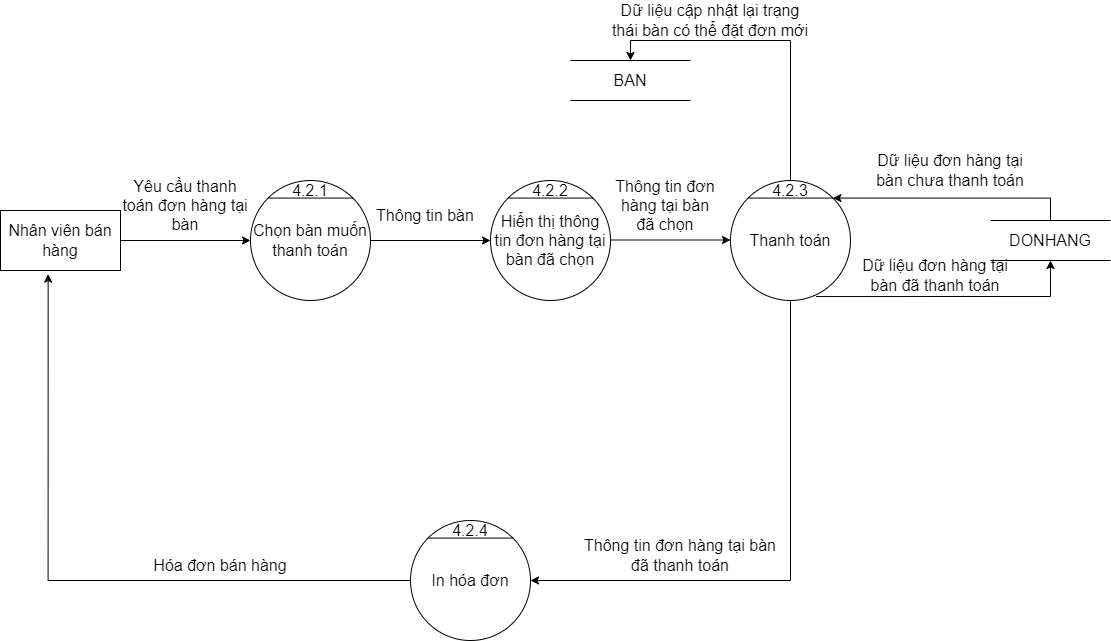 Dữ liệu cập nhật lại trạng
thái bàn có thể đặt đơn mới
BAN
Yêu cầu thanh
toán đơn hàng tại
bàn
Nhân viên bán
hàng
4.2.1
Chọn bàn muốn
thanh toán
Thông tin bàn
4.2.2
Hiển thị thông
tin đơn hàng tại
bàn đã chọn
Thông tin đơn
hàng tại bàn
đã chọn
4.2.3
Thanh toán
Dữ liệu đơn hàng tại
bàn chưa thanh toán
DONHANG
Dữ liệu đơn hàng tại
bàn đã thanh toán
Hóa đơn bán hàng
4.2.4
In hóa đơn
Thông tin đơn hàng tại bàn
đã thanh toán